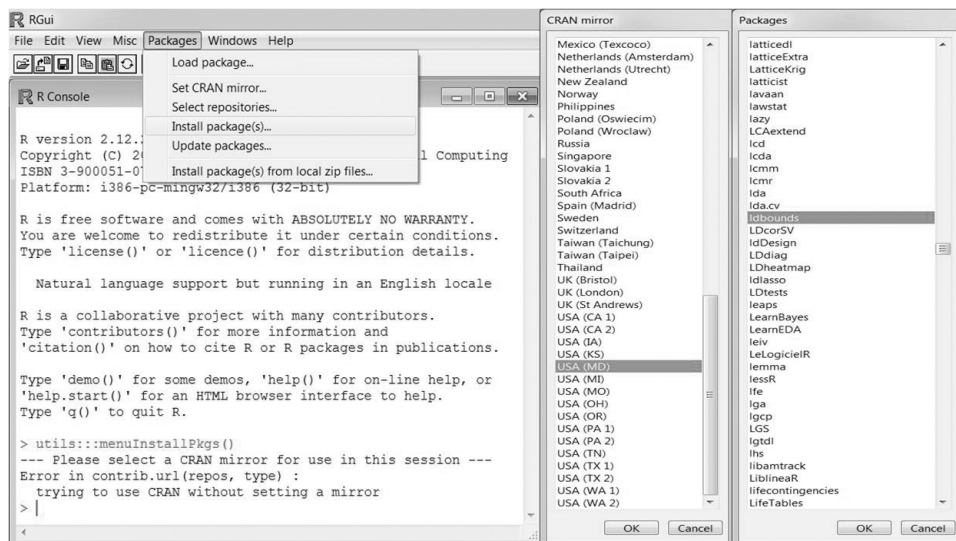 RGui
File Edit View Misc Packages Windows Help
Load package...
Set CRAN mirror...
Select repositories...
Install package(s)...
Update packages...
Install package(s) from local zip files...
R Console
R version 2.12.
Copyright (C) 2 l Computing
ISBN 3-900051-0
Platform: i386-pc-mingw32/i386 (32-bit)
R is free software and comes with ABSOLUTELY NO WARRANTY.
You are welcome to redistribute it under certain conditions.
Type 'license()' or 'licence()' for distribution details.
Natural language support but running in an English locale
R is a collaborative project with many contributors.
Type 'contributors()' for more information and
'citation()' on how to cite R or R packages in publications.
Type 'demo()' for some demos, 'help()' for on-line help, or
'help.start()' for an HTML browser interface to help.
Type 'q()' to quit R.
> utils:::menuInstallPkgs()
--- Please select a CRAN mirror for use in this session ---
Error in contrib.url(repos, type) :
trying to use CRAN without setting a mirror
>
CRAN mirror
Mexico (Texcoco)
Netherlands (Amsterdam)
Netherlands (Utrecht)
New Zealand
Norway
Philippines
Poland (Oswiecim)
Poland (Wroclaw)
Russia
Singapore
Slovakia 1
Slovakia 2
South Africa
Spain (Madrid)
Sweden
Switzerland
Taiwan (Taichung)
Taiwan (Taipei)
Thailand
UK (Bristol)
UK (London)
UK (St Andrews)
USA (CA 1)
USA (CA 2)
USA (IA)
USA (KS)
USA (MD)
USA (MI)
USA (MO)
USA (OH)
USA (OR)
USA (PA 1)
USA (PA 2)
USA (TN)
USA (TX 1)
USA (TX 2)
USA (WA 1)
USA (WA 2)
OK Cancel
Packages
latticedl
latticeExtra
LatticeKrig
latticist
lavaan
lawstat
lazy
LCAextend
lcd
lcda
lcmm
lcmr
lda
lda.cv
ldbounds
LDcorSV
ldDesign
LDdiag
LDheatmap
ldlasso
LDtests
leaps
LearnBayes
LearnEDA
leiv
LeLogicielR
lemma
lessR
lfe
lga
lgcp
LGS
lgtdl
lhs
libamtrack
LiblineaR
lifecontingencies
LifeTables
OK Cancel